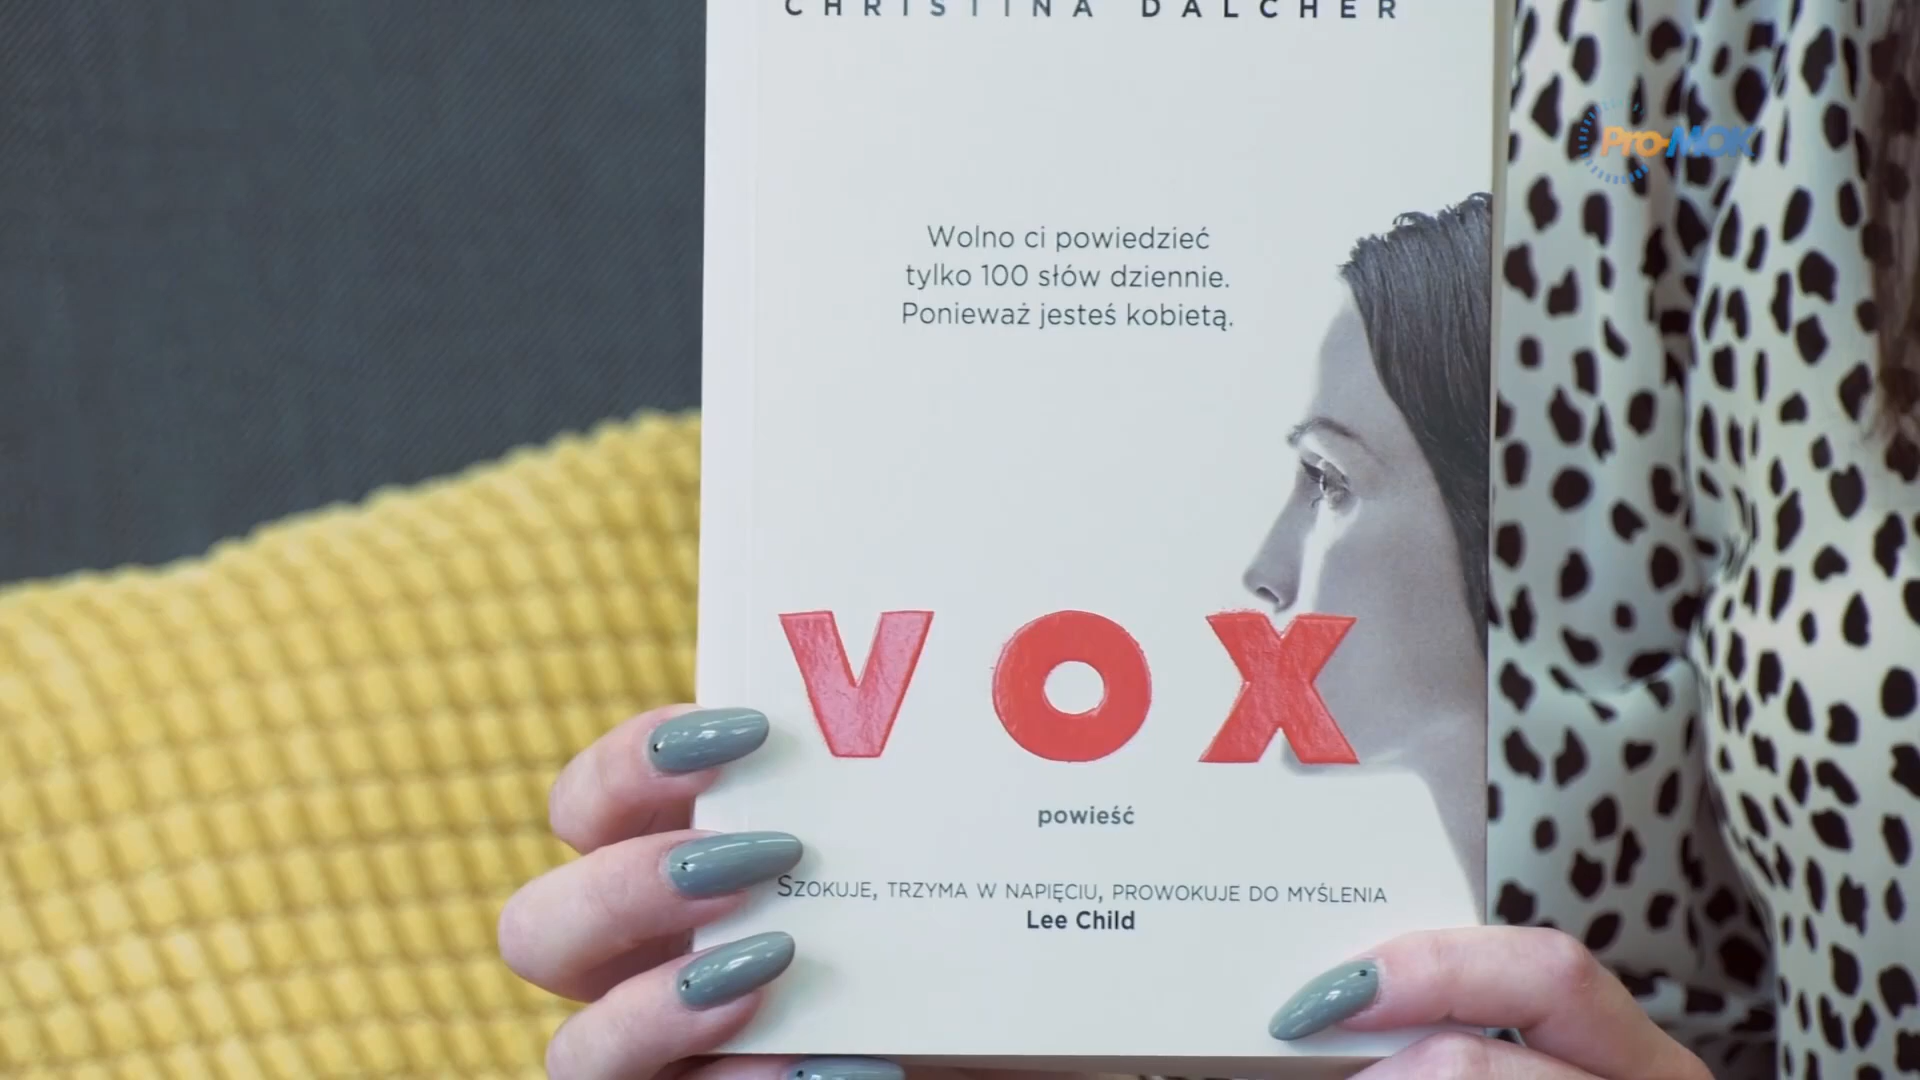 CHRISTINA DALCHER
Pro-MOK
Wolno ci powiedzieć
tylko 100 słów dziennie.
Ponieważ jesteś kobietą.
VOX
powieść
SZOKUJE, TRZYMA W NAPIĘCIU, PROWOKUJE DO MYŚLENIA
Lee Child